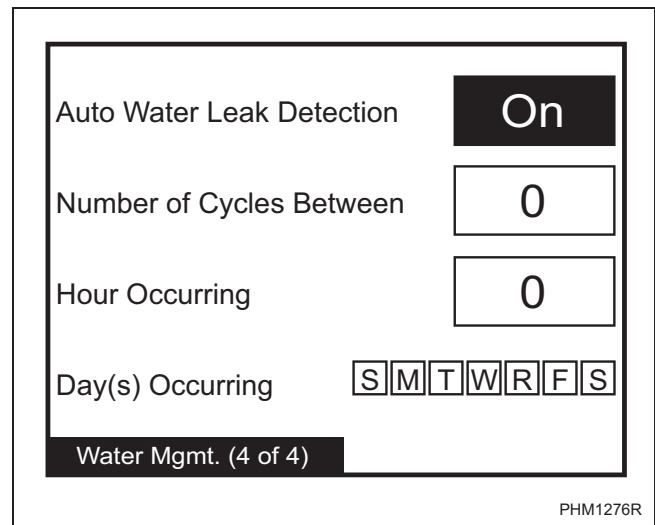 Auto Water Leak Detection On
Number of Cycles Between 0
Hour Occurring 0
Day(s) Occurring S M T W R F S
Water Mgmt. (4 of 4)
PHM1276R